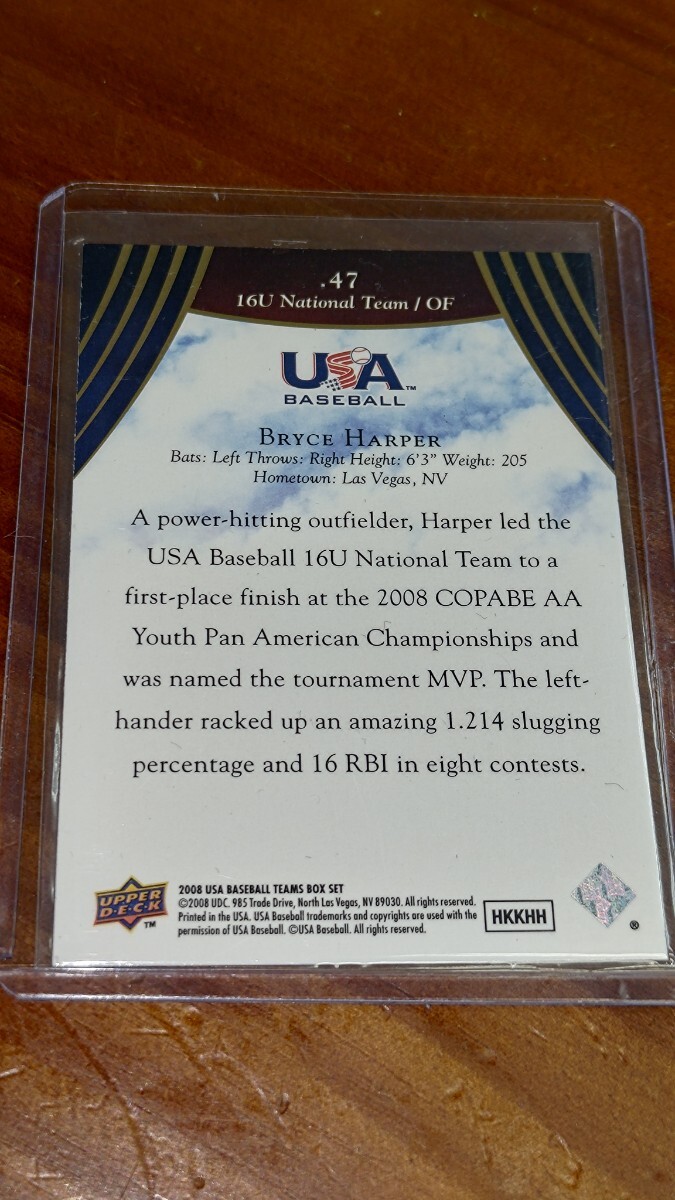 .47
16U National Team / OF
USA™
BASEBALL
Bryce Harper
Bats: Left Throws: Right Height: 6'3" Weight: 205
Hometown: Las Vegas, NV
A power-hitting outfielder, Harper led the
USA Baseball 16U National Team to a
first-place finish at the 2008 COPABE AA
Youth Pan American Championships and
was named the tournament MVP. The left-
hander racked up an amazing 1.214 slugging
percentage and 16 RBI in eight contests.
UPPER
D·E·C·K
™
2008 USA BASEBALL TEAMS BOX SET
©2008 UDC. 985 Trade Drive, North Las Vegas, NV 89030. All rights reserved.
Printed in the USA. USA Baseball trademarks and copyrights are used with the
permission of USA Baseball. ©USA Baseball. All rights reserved.
HKKHH
®